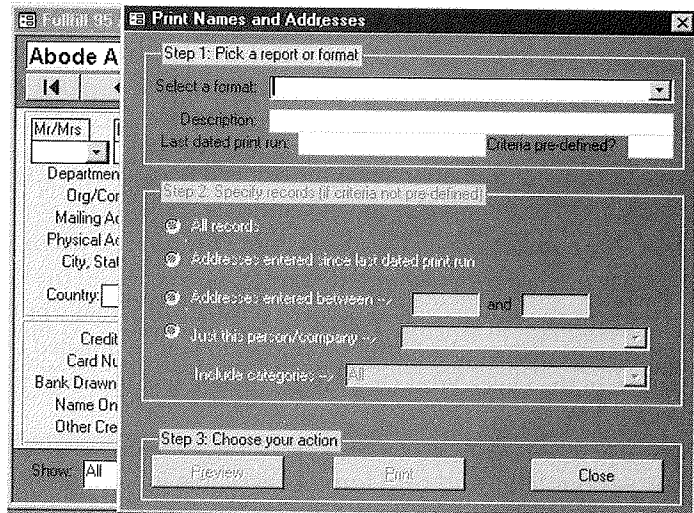 Fullfill 95
Print Names and Addresses
Abode A
Mr/Mrs
Departmen
Org/Cor
Mailing Ad
Physical Ad
City, Stat
Country:
Credit
Card Nu
Bank Drawn
Name On
Other Cre
Show: All
Step 1: Pick a report or format
Select a format:
Description:
Last dated print run: Criteria pre-defined?
Step 2: Specify records (if criteria not pre-defined)
All records
Addresses entered since last dated print run
Addresses entered between --> and
Just this person/company -->
Include categories --> All
Step 3: Choose your action
Preview Print Close